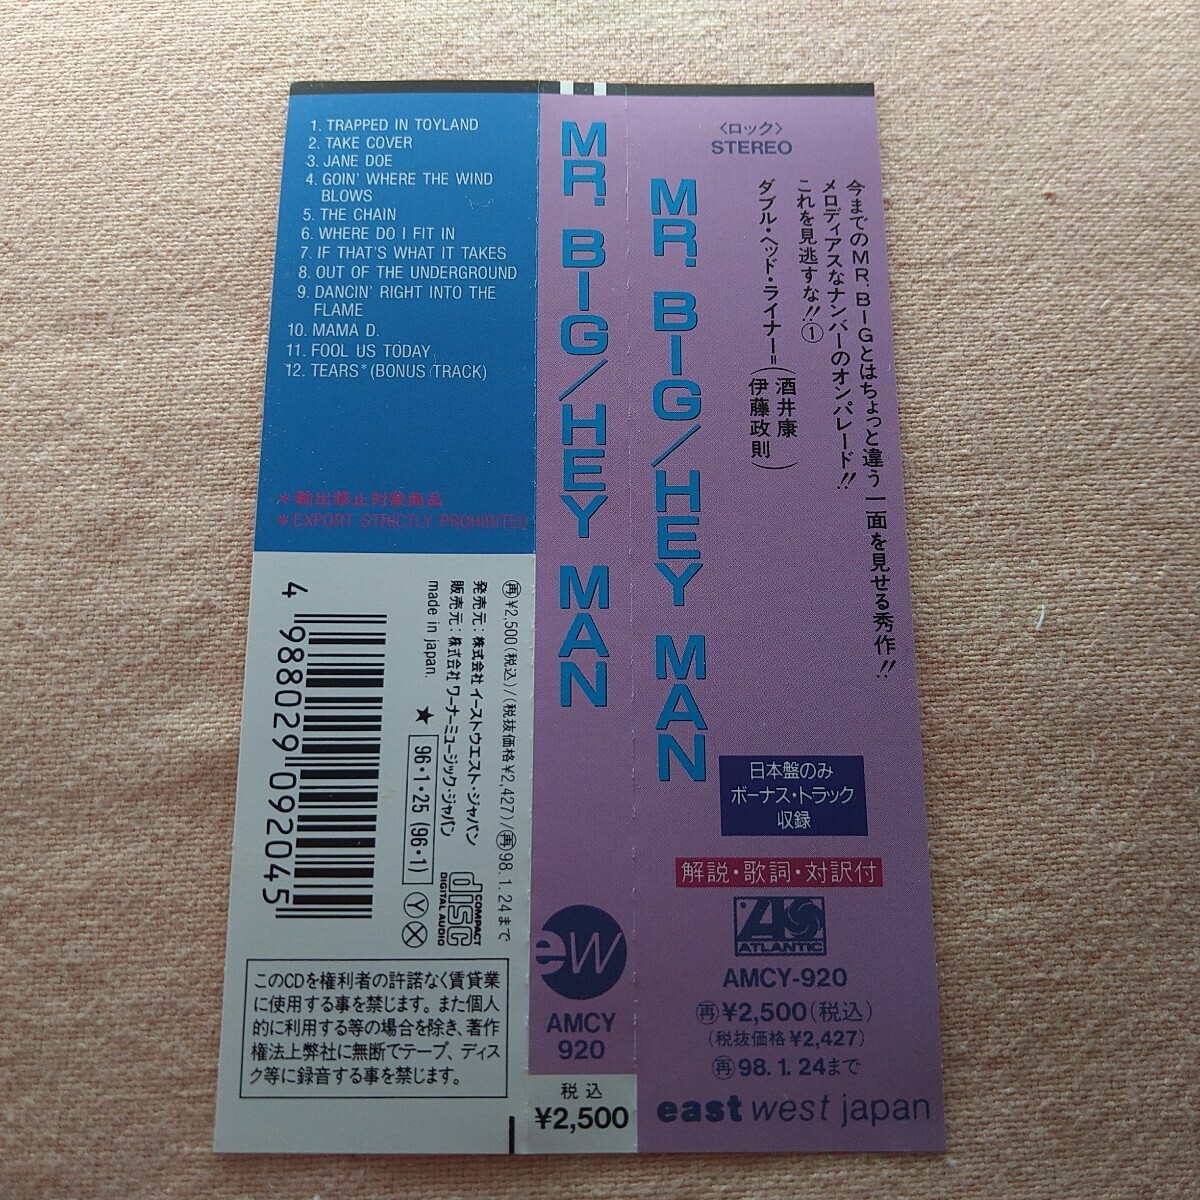 1. TRAPPED IN TOYLAND
2. TAKE COVER
3. JANE DOE
4. GOIN' WHERE THE WIND
BLOWS
5. THE CHAIN
6. WHERE DO I FIT IN
7. IF THAT'S WHAT IT TAKES
8. OUT OF THE UNDERGROUND
9. DANCIN' RIGHT INTO THE
FLAME
10. MAMA D.
11. FOOL US TODAY
12. TEARS* (BONUS TRACK)
*輸出禁止対象商品
*EXPORT STRICTLY PROHIBITED
㊢¥2,500(税込)/(税抜価格¥2,427)/㊢98.1.24まで
発売元:株式会社イーストウエスト・ジャパン
販売元:株式会社ワーナーミュージック・ジャパン
made in japan.
★ 96・1・25 (96・1) Ⓨ ⓧ
COMPACT
disc
DIGITAL AUDIO
4 988029 092045
このCDを権利者の許諾なく賃貸業
に使用する事を禁じます。また個人
的に利用する等の場合を除き、著作
権法上弊社に無断でテープ、ディス
ク等に録音する事を禁じます。
MR. BIG/HEY MAN
ew
AMCY
920
税込
¥2,500
〈ロック〉
STEREO
今までのMR. BIGとはちょっと違う一面を見せる秀作!!
メロディアスなナンバーのオンパレード!!
これを見逃すな!!①
ダブル・ヘッド・ライナー=(酒井康
伊藤政則)
MR. BIG/HEY MAN
日本盤のみ
ボーナス・トラック
収録
解説・歌詞・対訳付
ATLANTIC
AMCY-920
㊢¥2,500(税込)
(税抜価格¥2,427)
㊢98.1.24まで
east west japan